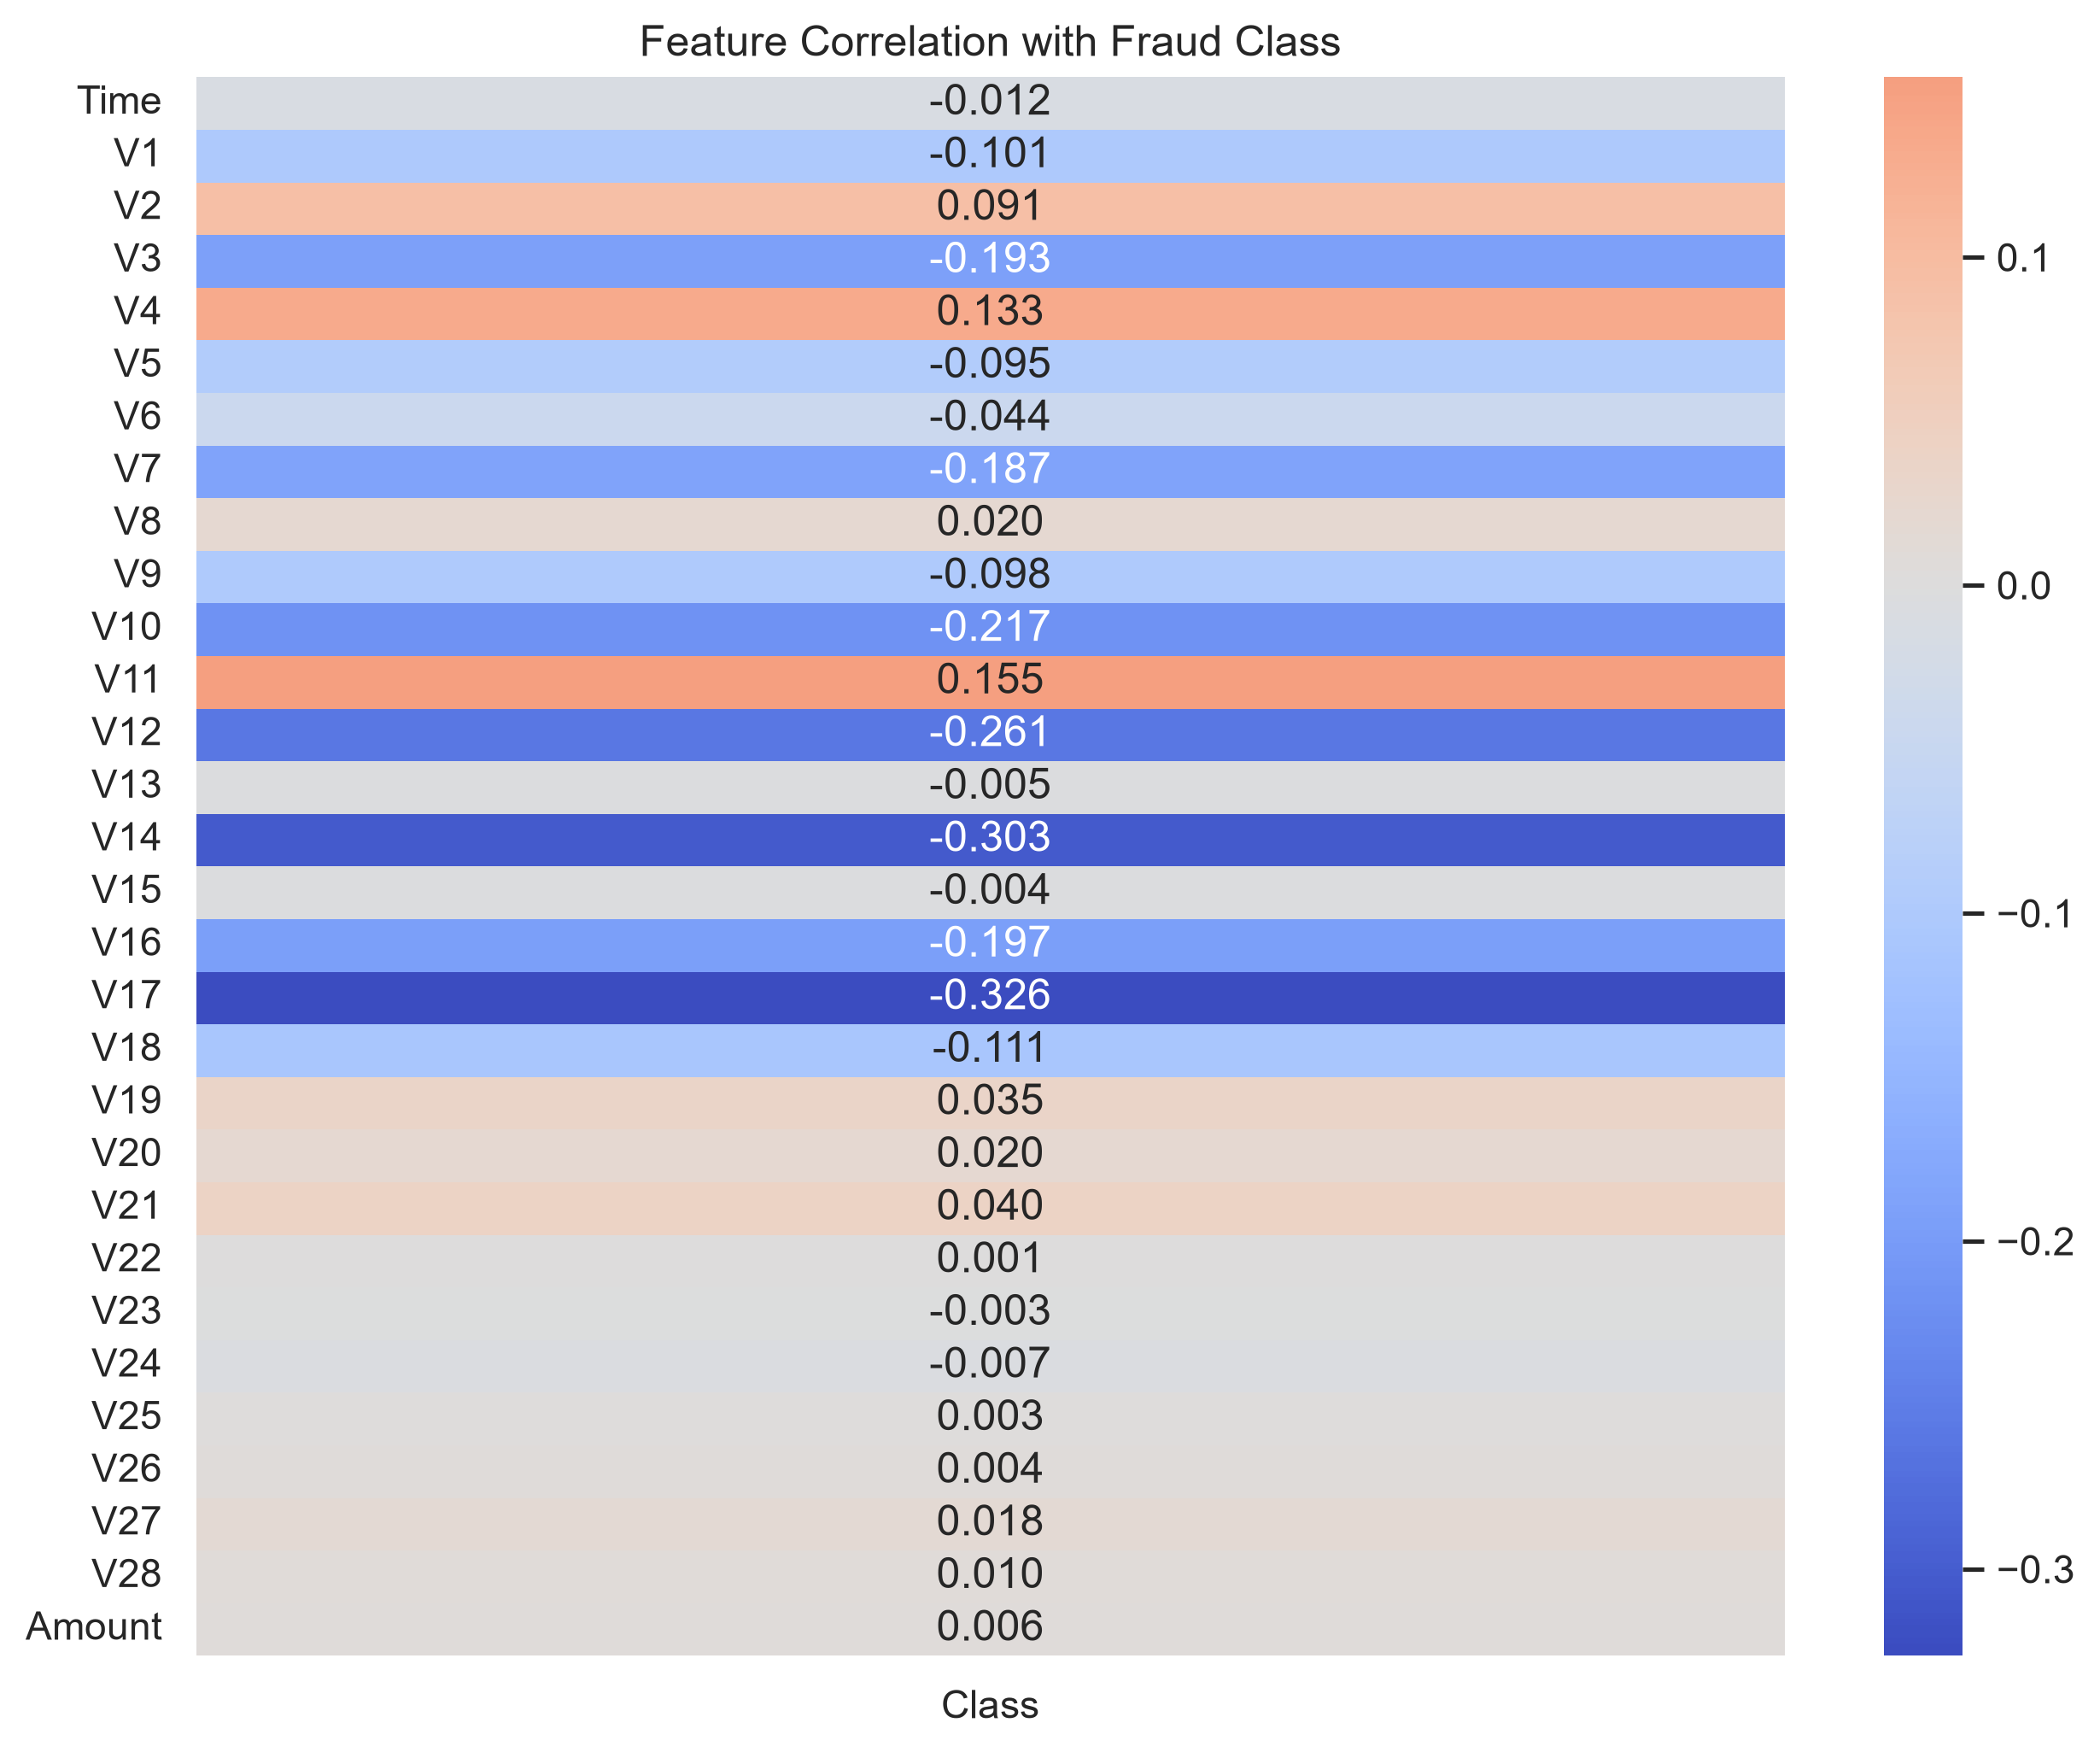 Feature Correlation with Fraud Class
Time -0.012
V1 -0.101
V2 0.091
V3 -0.193
V4 0.133
V5 -0.095
V6 -0.044
V7 -0.187
V8 0.020
V9 -0.098
V10 -0.217
V11 0.155
V12 -0.261
V13 -0.005
V14 -0.303
V15 -0.004
V16 -0.197
V17 -0.326
V18 -0.111
V19 0.035
V20 0.020
V21 0.040
V22 0.001
V23 -0.003
V24 -0.007
V25 0.003
V26 0.004
V27 0.018
V28 0.010
Amount 0.006
Class
0.1
0.0
−0.1
−0.2
−0.3